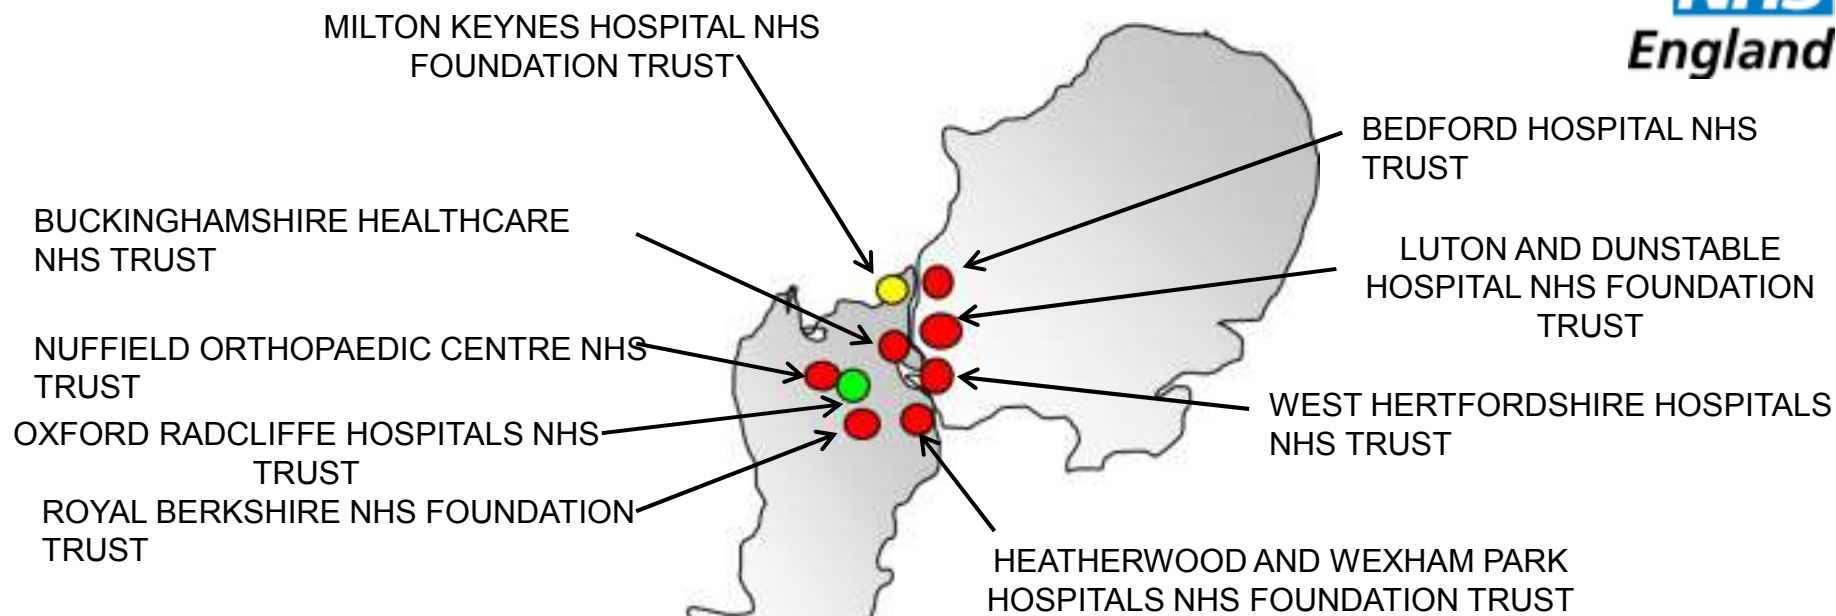 MILTON KEYNES HOSPITAL NHS
FOUNDATION TRUST
NHS
England
BEDFORD HOSPITAL NHS
TRUST
BUCKINGHAMSHIRE HEALTHCARE
NHS TRUST
LUTON AND DUNSTABLE
HOSPITAL NHS FOUNDATION
TRUST
NUFFIELD ORTHOPAEDIC CENTRE NHS
TRUST
WEST HERTFORDSHIRE HOSPITALS
NHS TRUST
OXFORD RADCLIFFE HOSPITALS NHS
TRUST
ROYAL BERKSHIRE NHS FOUNDATION
TRUST
HEATHERWOOD AND WEXHAM PARK
HOSPITALS NHS FOUNDATION TRUST